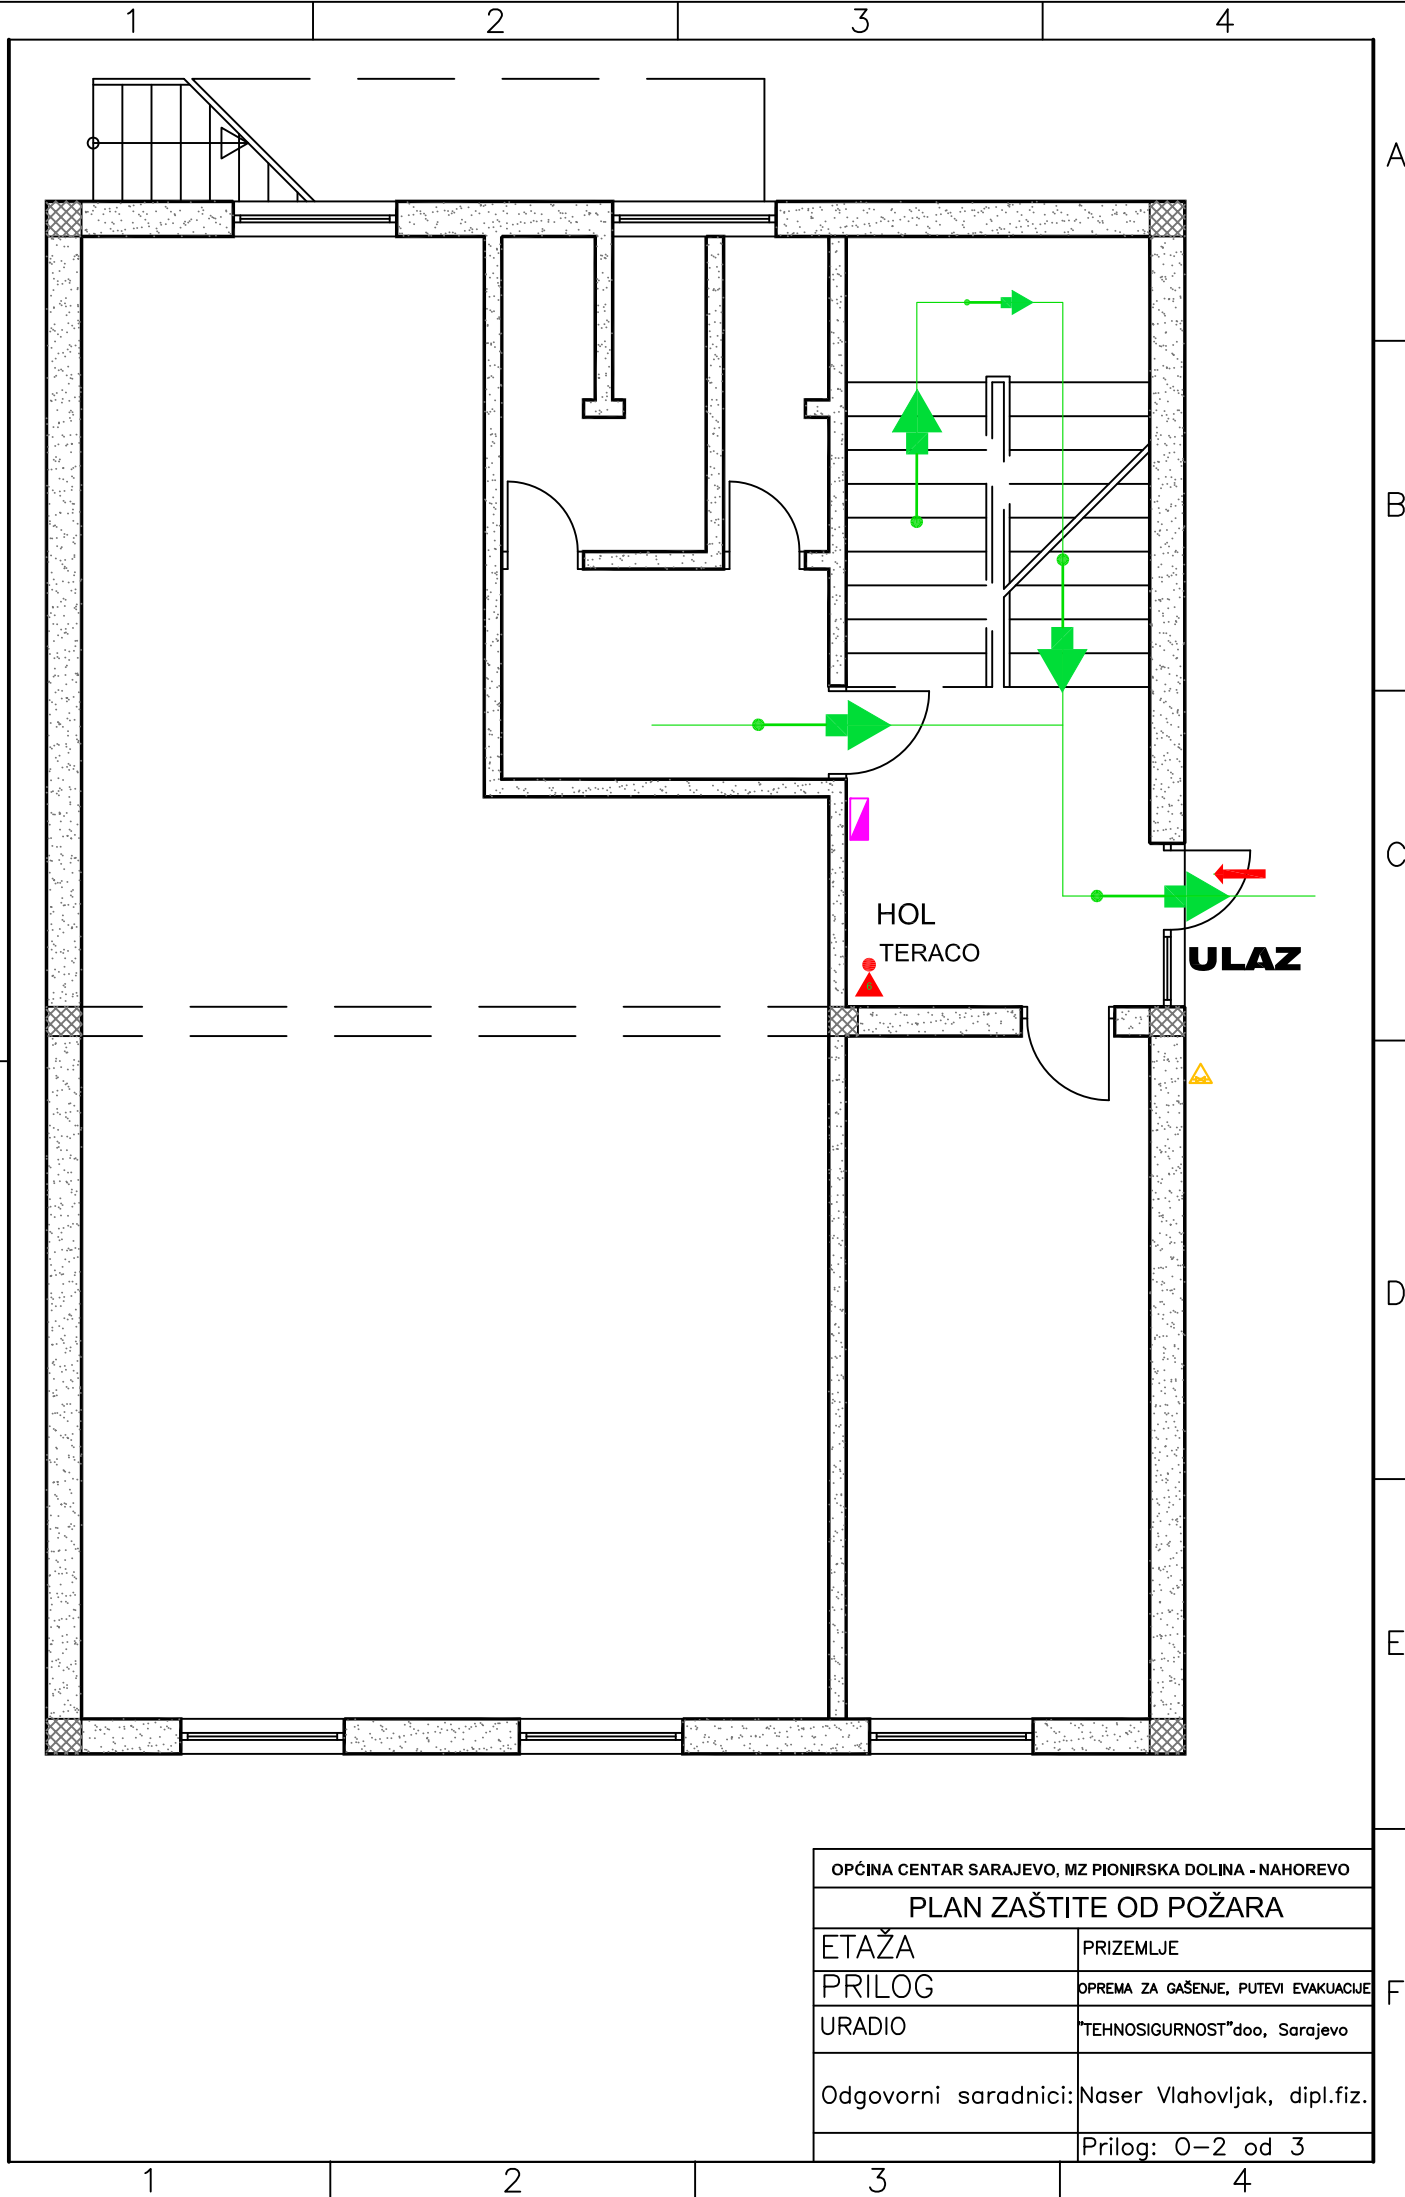 1 2 3 4
A
B
C
HOL
TERACO
ULAZ
6
D
E
OPĆINA CENTAR SARAJEVO, MZ PIONIRSKA DOLINA - NAHOREVO
PLAN ZAŠTITE OD POŽARA
ETAŽA PRIZEMLJE
PRILOG OPREMA ZA GAŠENJE, PUTEVI EVAKUACIJE
F
URADIO "TEHNOSIGURNOST"doo, Sarajevo
Odgovorni saradnici: Naser Vlahovljak, dipl.fiz.
Prilog: O-2 od 3
1 2 3 4